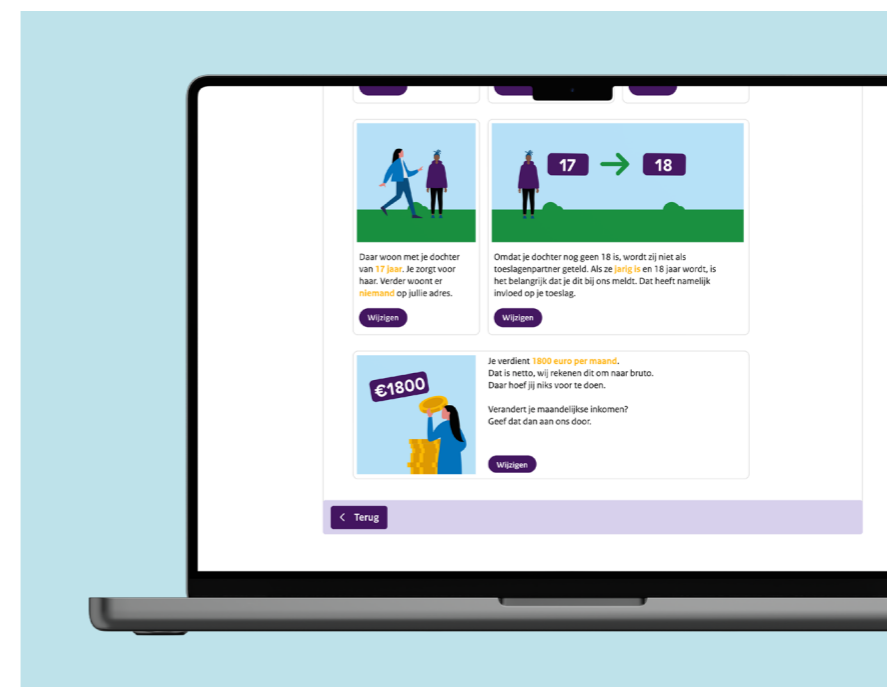 17
18
Daar woon met je dochter
van 17 jaar. Je zorgt voor
haar. Verder woont er
niemand op jullie adres.
Wijzigen
Omdat je dochter nog geen 18 is, wordt zij niet als
toeslagenpartner geteld. Als ze jarig is en 18 jaar wordt, is
het belangrijk dat je dit bij ons meldt. Dat heeft namelijk
invloed op je toeslag.
Wijzigen
€1800
Je verdient 1800 euro per maand.
Dat is netto, wij rekenen dit om naar bruto.
Daar hoef jij niks voor te doen.
Verandert je maandelijkse inkomen?
Geef dat dan aan ons door.
Wijzigen
Terug